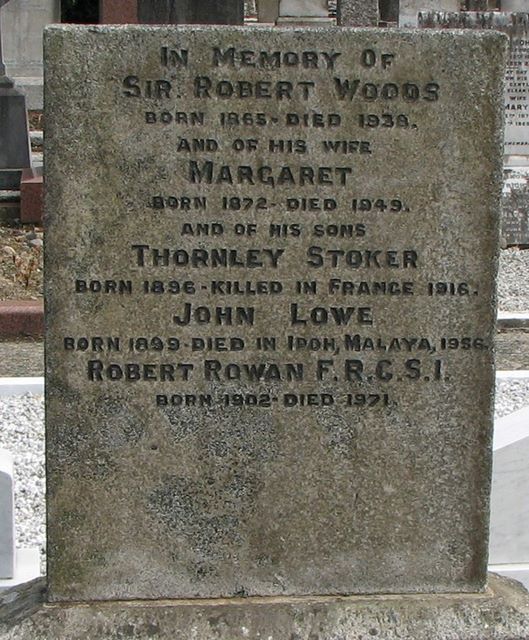 IN MEMORY OF
SIR ROBERT WOODS
BORN 1865-DIED 1938.
AND OF HIS WIFE
MARGARET
BORN 1872-DIED 1949.
AND OF HIS SONS
THORNLEY STOKER
BORN 1896-KILLED IN FRANCE 1916.
JOHN LOWE
BORN 1899-DIED IN IPOH, MALAYA, 1956.
ROBERT ROWAN F.R.C.S.I.
BORN 1902-DIED 1971.
MARY